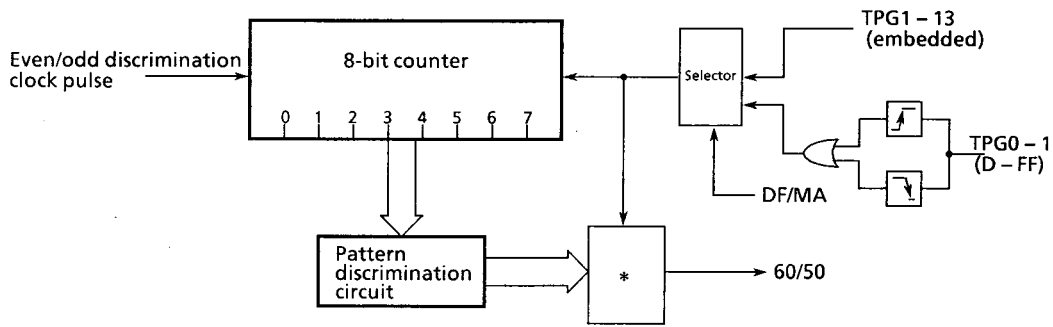 TPG1 – 13
(embedded)
Even/odd discrimination
clock pulse
8-bit counter
Selector
0 1 2 3 4 5 6 7
TPG0 – 1
(D – FF)
DF/MA
Pattern
discrimination
circuit
*
60/50